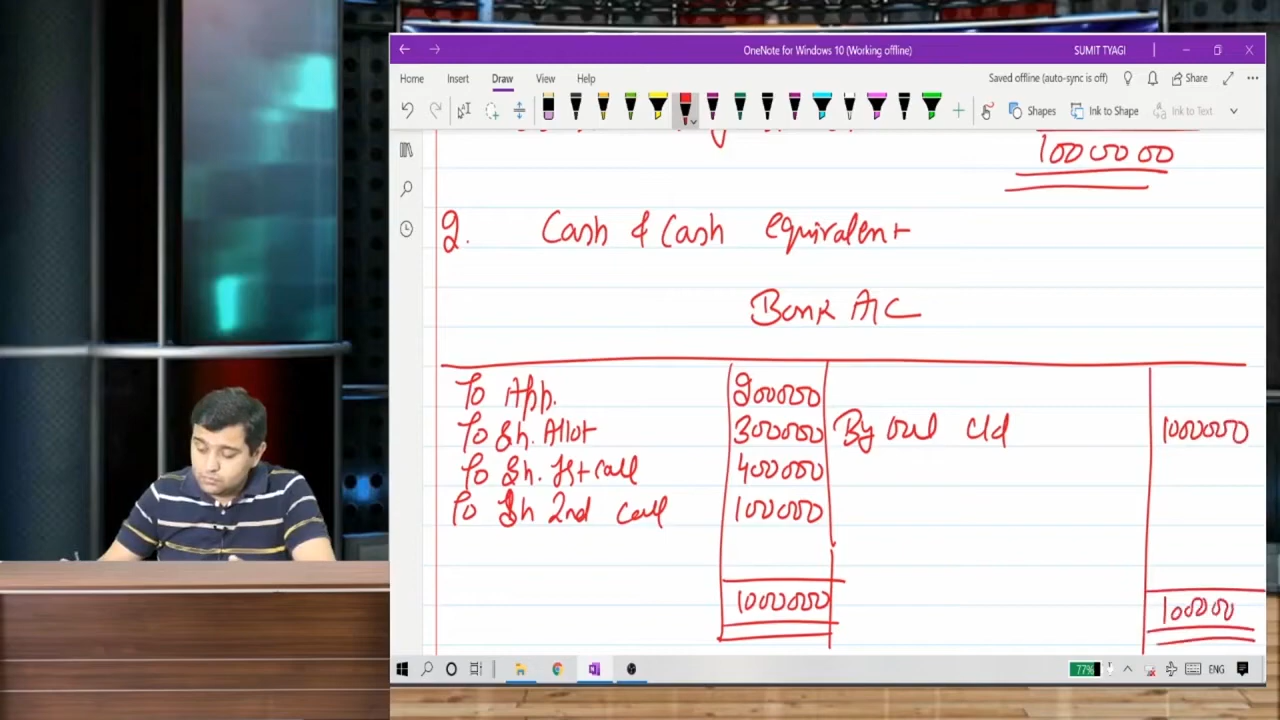 OneNote for Windows 10 (Working offline)
SUMIT TYAGI
Home Insert Draw View Help
Saved offline (auto-sync is off)
Share
Shapes
Ink to Shape
Ink to Text
1000000
2. Cash & Cash equivalent
Bank A/C
To App. 200000
To Sh. Allot 300000 By bal c/d 1000000
To Sh. 1st call 400000
To Sh 2nd call 100000
1000000 100000
77%
ENG